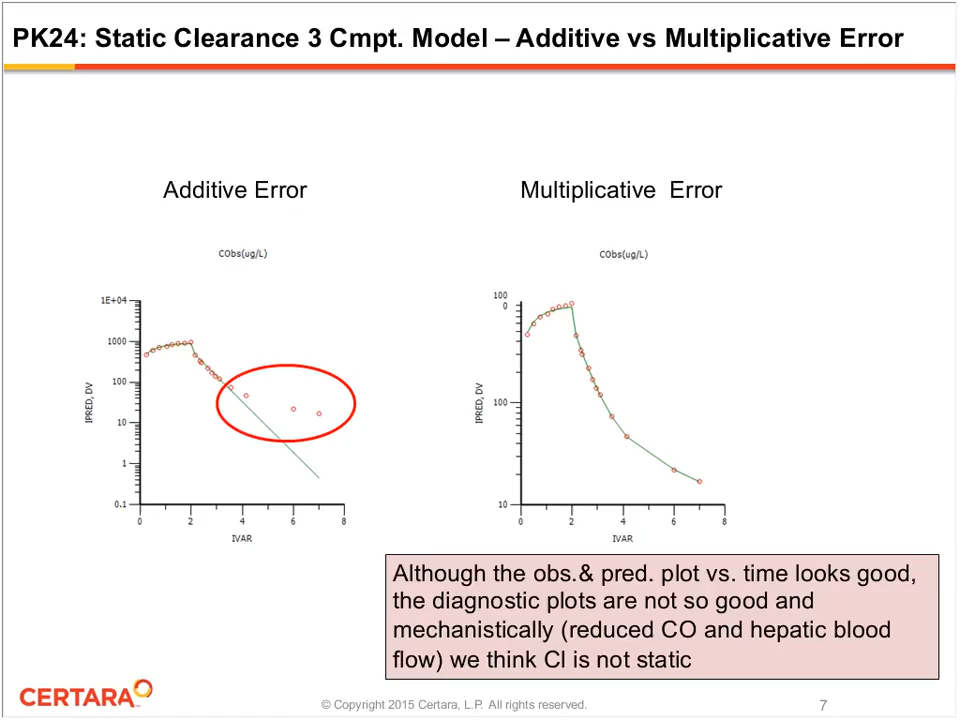 PK24: Static Clearance 3 Cmpt. Model – Additive vs Multiplicative Error
Additive Error
Multiplicative  Error
CObs(ug/L)
1E+04
1000
100
10
1
0.1
IPRED, DV
0
2
4
6
8
IVAR
CObs(ug/L)
100
0
100
10
IPRED, DV
0
2
4
6
8
IVAR
Although the obs.& pred. plot vs. time looks good,
the diagnostic plots are not so good and
mechanistically (reduced CO and hepatic blood
flow) we think Cl is not static
CERTARA
© Copyright 2015 Certara, L.P. All rights reserved.
7